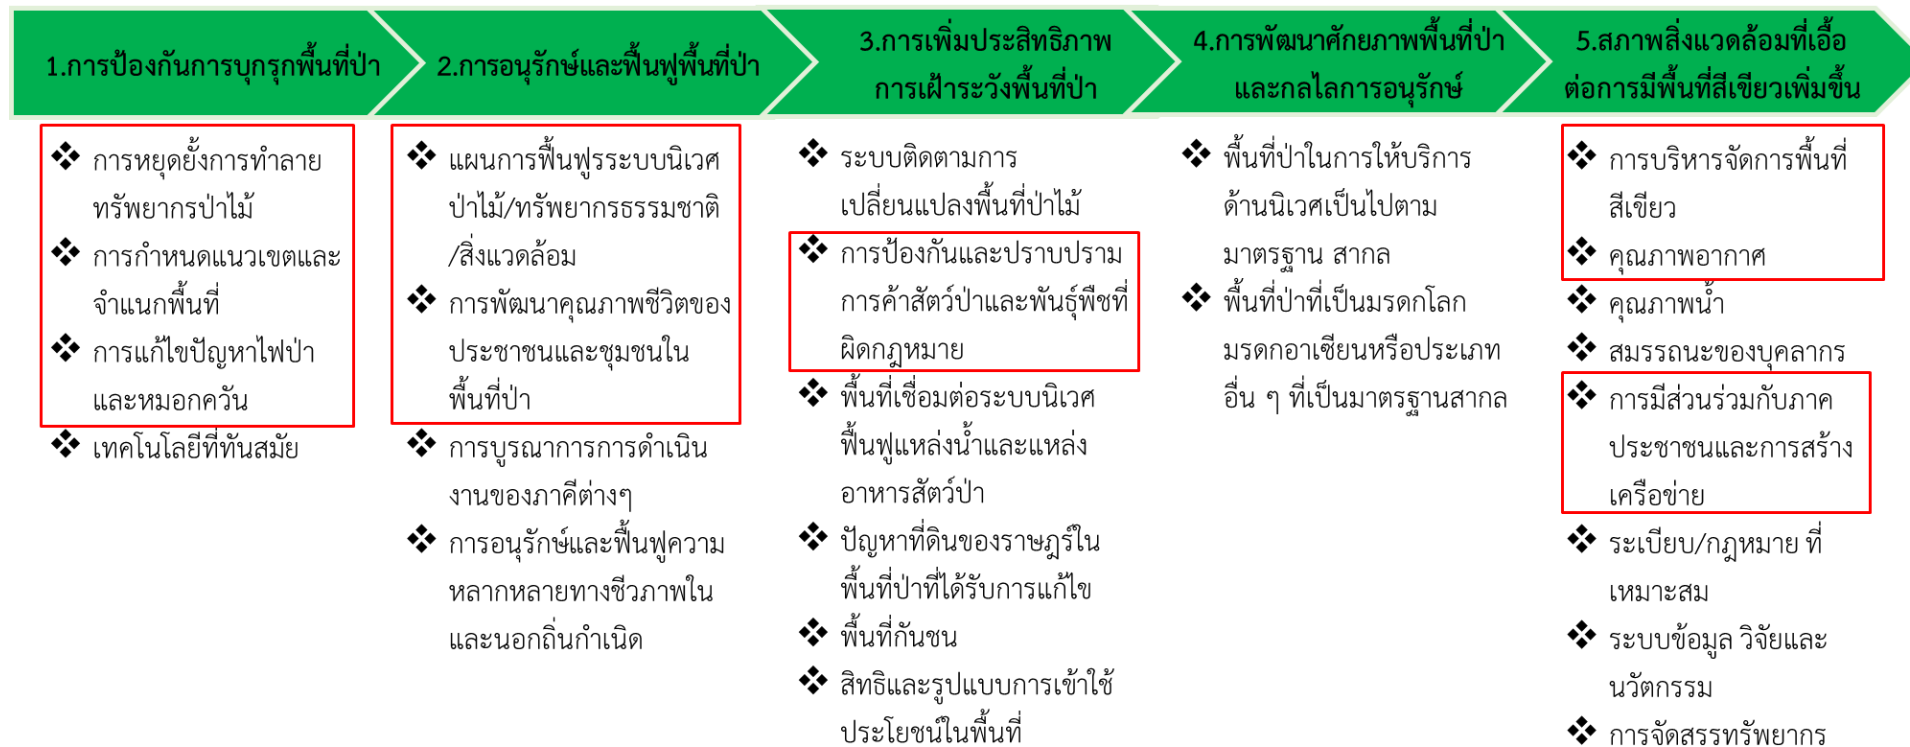 1.การป้องกันการบุกรุกพื้นที่ป่า
2.การอนุรักษ์และฟื้นฟูพื้นที่ป่า
3.การเพิ่มประสิทธิภาพ
การเฝ้าระวังพื้นที่ป่า
4.การพัฒนาศักยภาพพื้นที่ป่า
และกลไลการอนุรักษ์
5.สภาพสิ่งแวดล้อมที่เอื้อ
ต่อการมีพื้นที่สีเขียวเพิ่มขึ้น
❖ การหยุดยั้งการทำลาย
ทรัพยากรป่าไม้
❖ การกำหนดแนวเขตและ
จำแนกพื้นที่
❖ การแก้ไขปัญหาไฟป่า
และหมอกควัน
❖ เทคโนโลยีที่ทันสมัย
❖ แผนการฟื้นฟูรระบบนิเวศ
ป่าไม้/ทรัพยากรธรรมชาติ
/สิ่งแวดล้อม
❖ การพัฒนาคุณภาพชีวิตของ
ประชาชนและชุมชนใน
พื้นที่ป่า
❖ การบูรณาการการดำเนิน
งานของภาคีต่างๆ
❖ การอนุรักษ์และฟื้นฟูความ
หลากหลายทางชีวภาพใน
และนอกถิ่นกำเนิด
❖ ระบบติดตามการ
เปลี่ยนแปลงพื้นที่ป่าไม้
❖ การป้องกันและปราบปราม
การค้าสัตว์ป่าและพันธุ์พืชที่
ผิดกฎหมาย
❖ พื้นที่เชื่อมต่อระบบนิเวศ
ฟื้นฟูแหล่งน้ำและแหล่ง
อาหารสัตว์ป่า
❖ ปัญหาที่ดินของราษฎร์ใน
พื้นที่ป่าที่ได้รับการแก้ไข
❖ พื้นที่กันชน
❖ สิทธิและรูปแบบการเข้าใช้
ประโยชน์ในพื้นที่
❖ พื้นที่ป่าในการให้บริการ
ด้านนิเวศเป็นไปตาม
มาตรฐาน สากล
❖ พื้นที่ป่าที่เป็นมรดกโลก
มรดกอาเซียนหรือประเภท
อื่น ๆ ที่เป็นมาตรฐานสากล
❖ การบริหารจัดการพื้นที่
สีเขียว
❖ คุณภาพอากาศ
❖ คุณภาพน้ำ
❖ สมรรถนะของบุคลากร
❖ การมีส่วนร่วมกับภาค
ประชาชนและการสร้าง
เครือข่าย
❖ ระเบียบ/กฎหมาย ที่
เหมาะสม
❖ ระบบข้อมูล วิจัยและ
นวัตกรรม
❖ การจัดสรรทรัพยากร